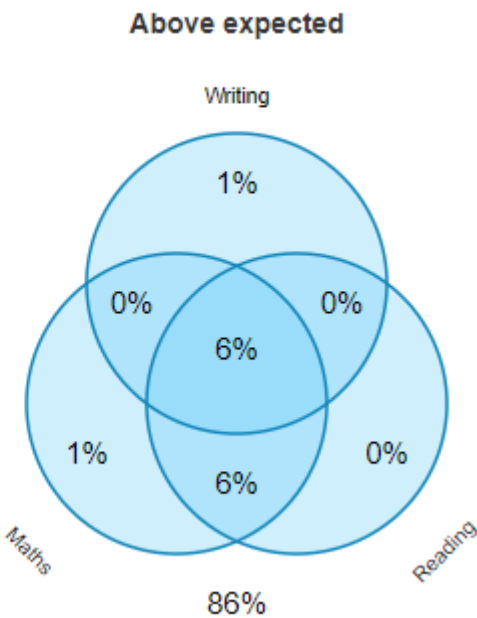 Above expected
Writing
1%
0%
0%
6%
1%
0%
6%
Maths
Reading
86%